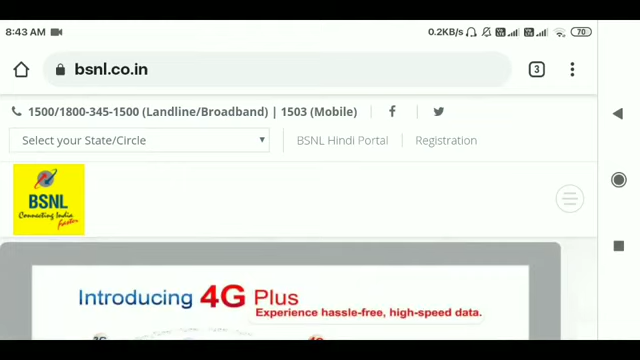 8:43 AM 0.2KB/s 70
bsnl.co.in 3
1500/1800-345-1500 (Landline/Broadband) | 1503 (Mobile)
Select your State/Circle BSNL Hindi Portal Registration
BSNL
Connecting India
faster
Introducing 4G Plus
Experience hassle-free, high-speed data.